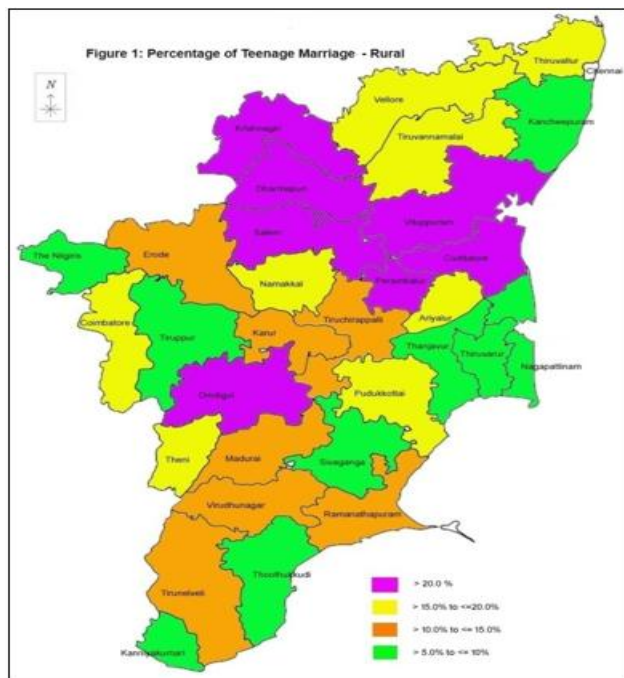 Figure 1: Percentage of Teenage Marriage - Rural
N
Thiruvallur
Chennai
Vellore
Kancheepuram
Tiruvannamalai
Krishnagiri
Dharmapuri
Viluppuram
Salem
Cuddalore
The Nilgiris
Erode
Namakkal
Perambalur
Ariyalur
Coimbatore
Tiruppur
Karur
Tiruchirappalli
Thanjavur
Thiruvarur
Nagapattinam
Dindigul
Pudukkottai
Theni
Madurai
Sivaganga
Virudhunagar
Ramanathapuram
Thoothukkudi
Tirunelveli
Kanniyakumari
> 20.0 %
> 15.0% to <=20.0%
> 10.0% to <= 15.0%
> 5.0% to <= 10%